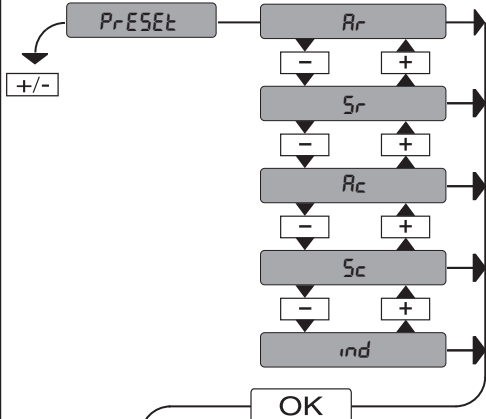 PrESEt
Ar
+/-
- +
Sr
- +
Ac
- +
Sc
- +
ind
OK